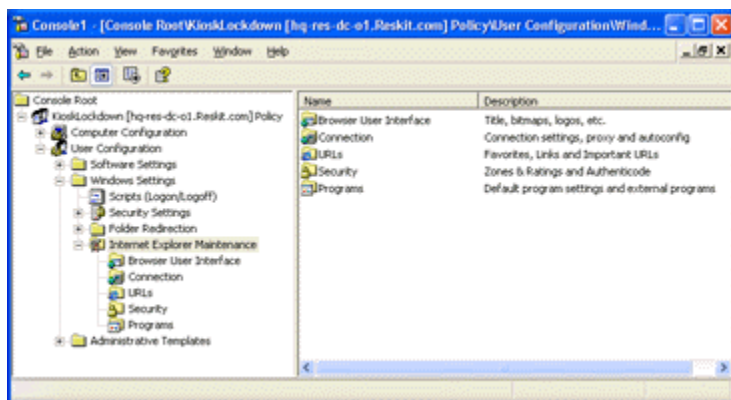 Console1 - [Console Root\KioskLockdown [hq-res-dc-o1.Reskit.com] Policy\User Configuration\Wind...
File Action View Favorites Window Help
Console Root
KioskLockdown [hq-res-dc-o1.Reskit.com] Policy
Computer Configuration
User Configuration
Software Settings
Windows Settings
Scripts (Logon/Logoff)
Security Settings
Folder Redirection
Internet Explorer Maintenance
Browser User Interface
Connection
URLs
Security
Programs
Administrative Templates
Name Description
Browser User Interface Title, bitmaps, logos, etc.
Connection Connection settings, proxy and autoconfig
URLs Favorites, Links and Important URLs
Security Zones & Ratings and Authenticode
Programs Default program settings and external programs